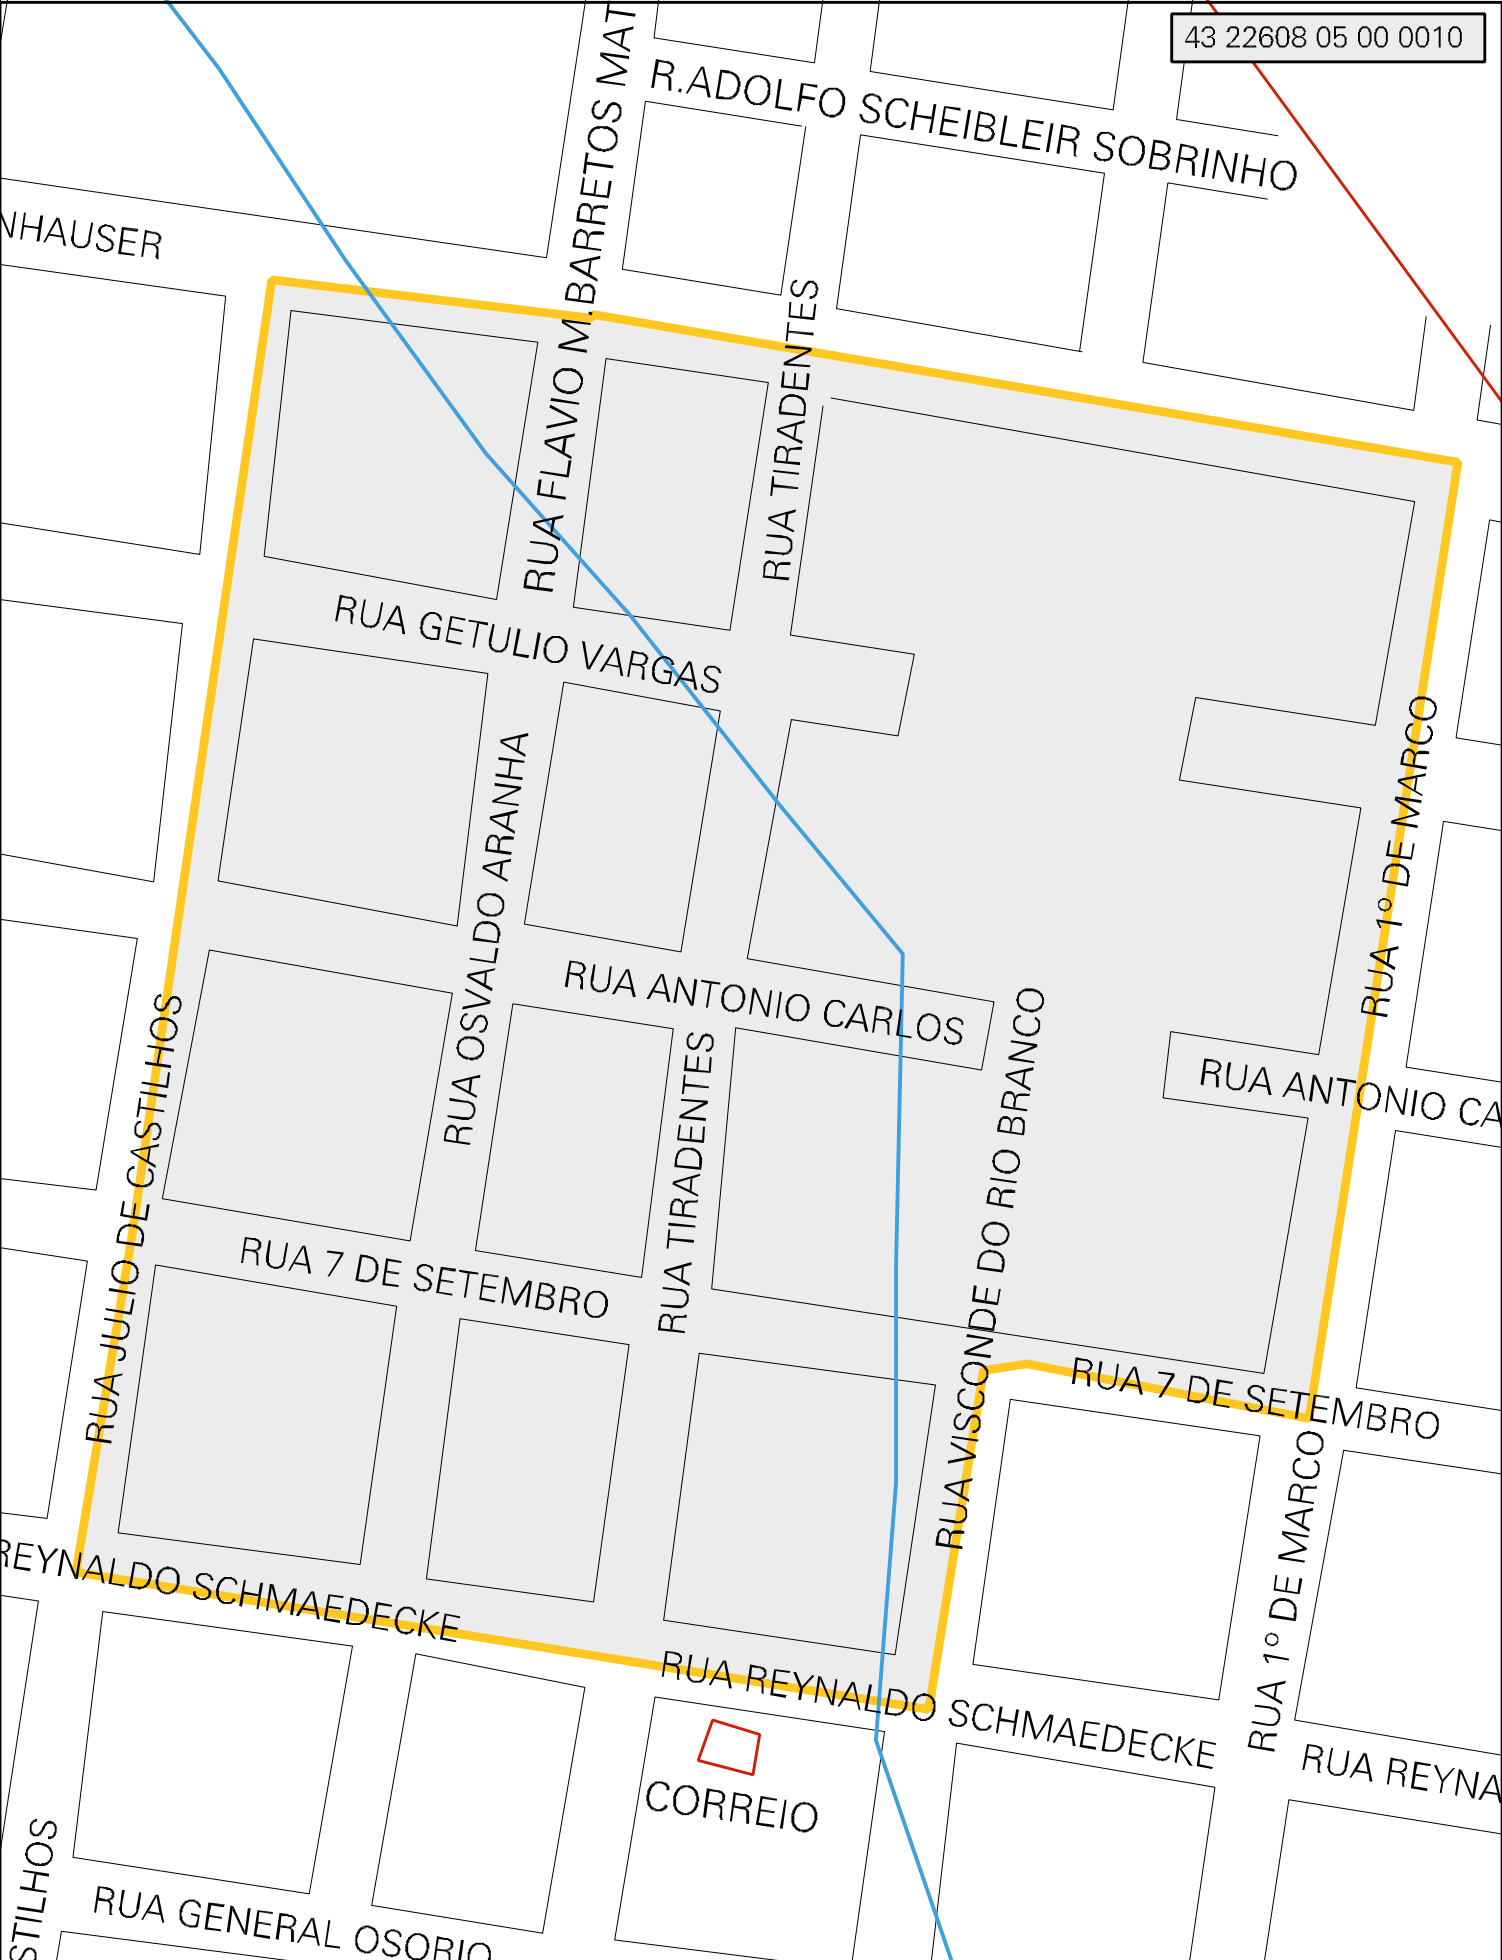 43 22608 05 00 0010
RUA FLAVIO M.BARRETOS MAT
R.ADOLFO SCHEIBLEIR SOBRINHO
NHAUSER
RUA TIRADENTES
RUA GETULIO VARGAS
RUA 1º DE MARCO
RUA OSVALDO ARANHA
RUA ANTONIO CARLOS
RUA VISCONDE DO RIO BRANCO
RUA JULIO DE CASTILHOS
RUA TIRADENTES
RUA ANTONIO CA
RUA 7 DE SETEMBRO
RUA 7 DE SETEMBRO
RUA 1º DE MARCO
REYNALDO SCHMAEDECKE
RUA REYNALDO SCHMAEDECKE
RUA REYNA
CORREIO
STILHOS
RUA GENERAL OSORIO